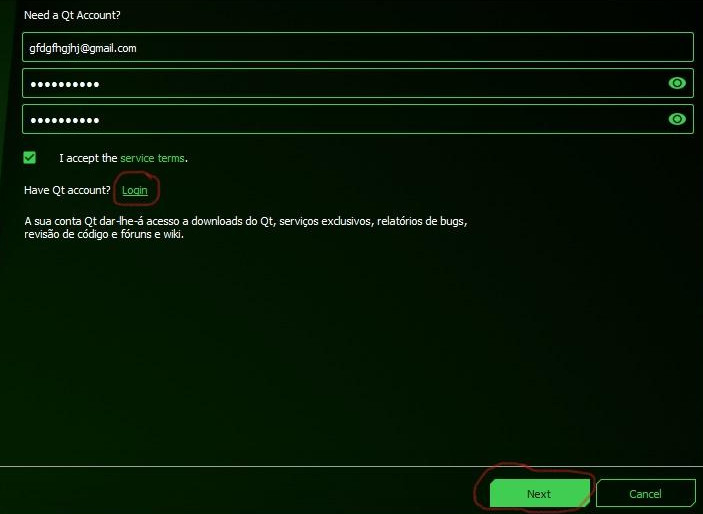 Need a Qt Account?
gfdgfhgjhj@gmail.com
●●●●●●●●●●
●●●●●●●●●●
I accept the service terms.
Have Qt account? Login
A sua conta Qt dar-lhe-á acesso a downloads do Qt, serviços exclusivos, relatórios de bugs,
revisão de código e fóruns e wiki.
Next Cancel